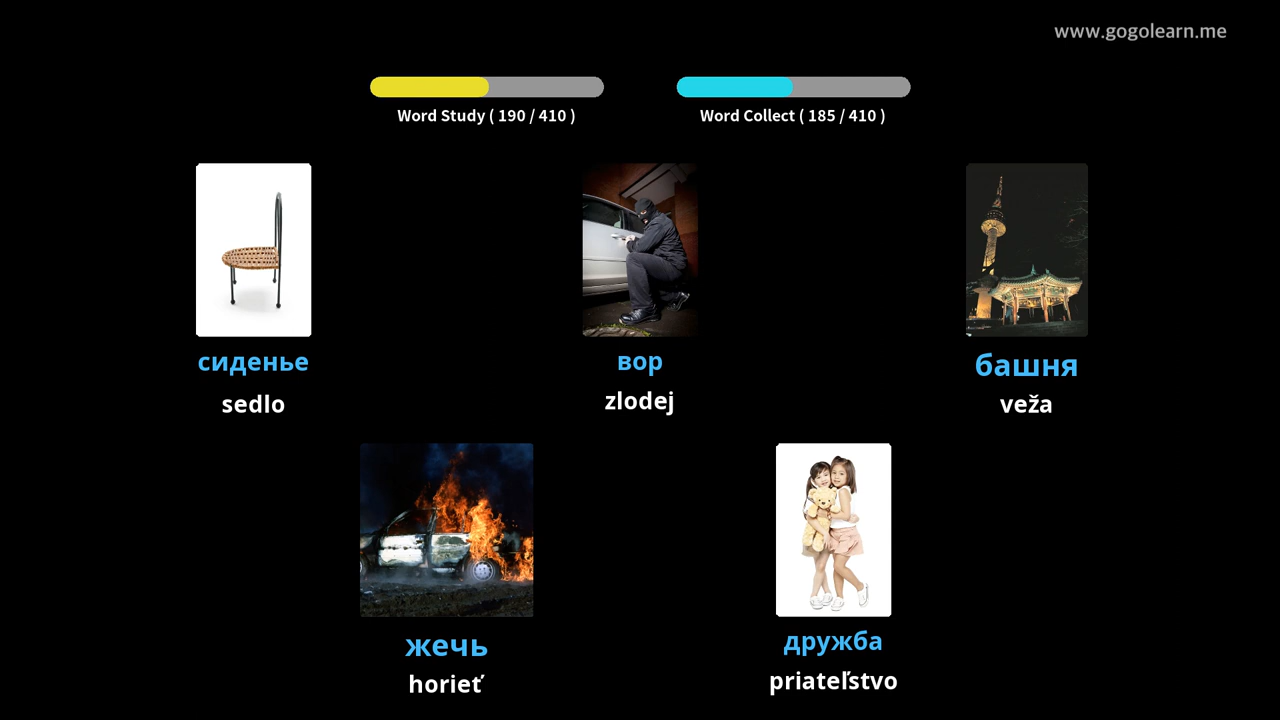 www.gogolearn.me
Word Study ( 190 / 410 )
Word Collect ( 185 / 410 )
сиденье
sedlo
вор
zlodej
башня
veža
жечь
horieť
дружба
priateľstvo